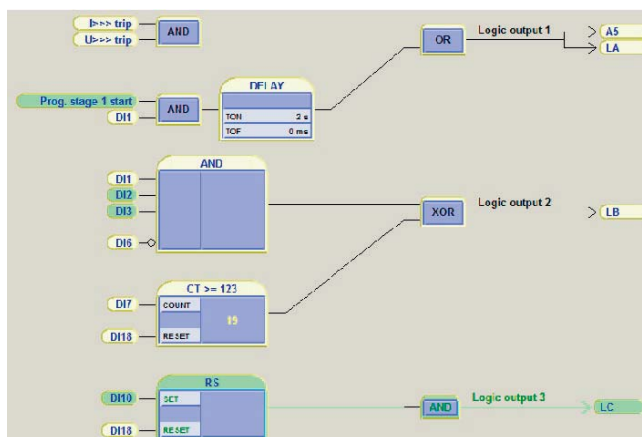 I>>> trip
U>>> trip
AND
OR
Logic output 1
A5
LA
Prog. stage 1 start
DI1
AND
DELAY
TON 2 s
TOF 0 ms
AND
DI1
DI2
DI3
DI6
XOR
Logic output 2
LB
CT >= 123
DI7
COUNT
19
DI18
RESET
RS
DI10
SET
DI18
RESET
AND
Logic output 3
LC